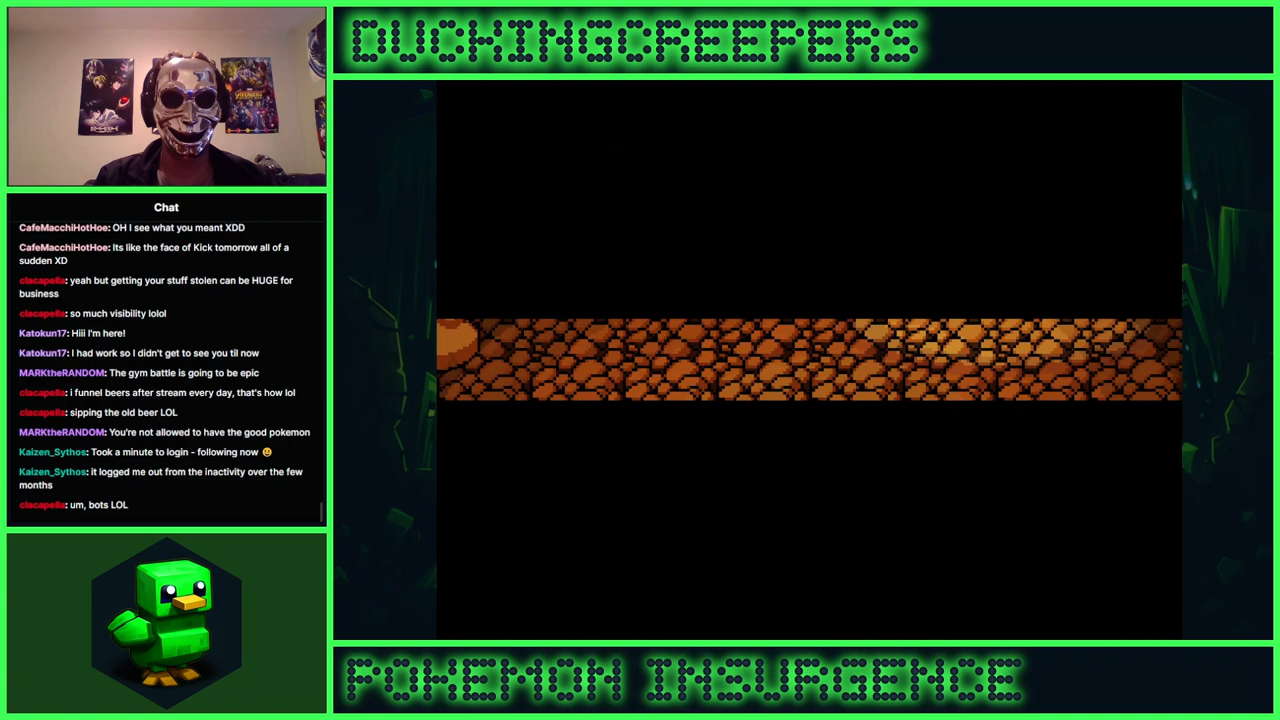 DUCKINGCREEPERS
Chat
CafeMacchiHotHoe: OH I see what you meant XDD
CafeMacchiHotHoe: Its like the face of Kick tomorrow all of a
sudden XD
clacapella: yeah but getting your stuff stolen can be HUGE for
business
clacapella: so much visibility lolol
Katokun17: Hiii I'm here!
Katokun17: I had work so I didn't get to see you til now
MARKtheRANDOM: The gym battle is going to be epic
clacapella: i funnel beers after stream every day, that's how lol
clacapella: sipping the old beer LOL
MARKtheRANDOM: You're not allowed to have the good pokemon
Kaizen_Sythos: Took a minute to login - following now 😃
Kaizen_Sythos: it logged me out from the inactivity over the few
months
clacapella: um, bots LOL
POKEMON INSURGENCE